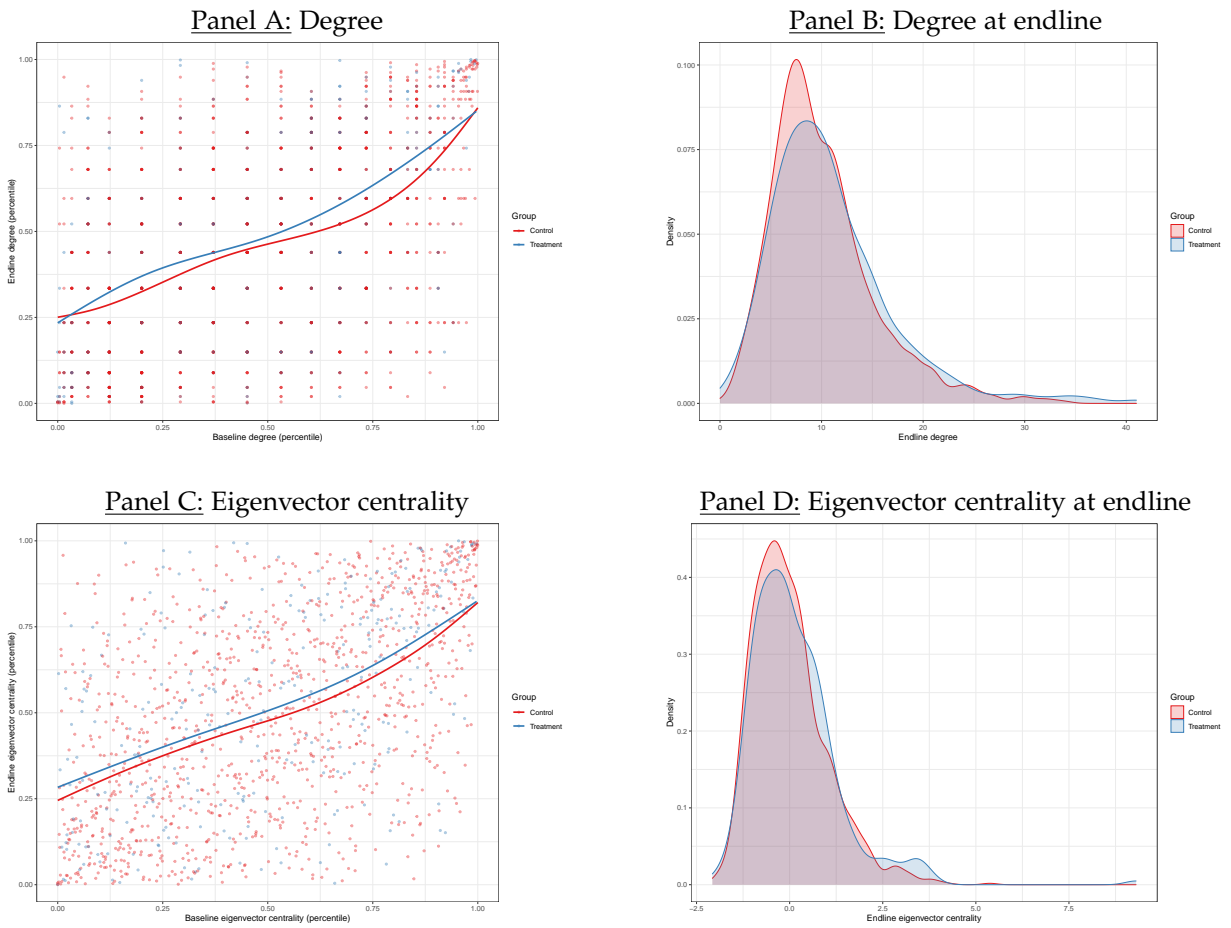 Panel A: Degree
Endline degree (percentile)
1.00
0.75
0.50
0.25
0.00
0.00 0.25 0.50 0.75 1.00
Baseline degree (percentile)
Group
Control
Treatment
Panel B: Degree at endline
Density
0.100
0.075
0.050
0.025
0.000
0 10 20 30 40
Endline degree
Group
Control
Treatment
Panel C: Eigenvector centrality
Endline eigenvector centrality (percentile)
1.00
0.75
0.50
0.25
0.00
0.00 0.25 0.50 0.75 1.00
Baseline eigenvector centrality (percentile)
Group
Control
Treatment
Panel D: Eigenvector centrality at endline
Density
0.4
0.3
0.2
0.1
0.0
−2.5 0.0 2.5 5.0 7.5
Endline eigenvector centrality
Group
Control
Treatment